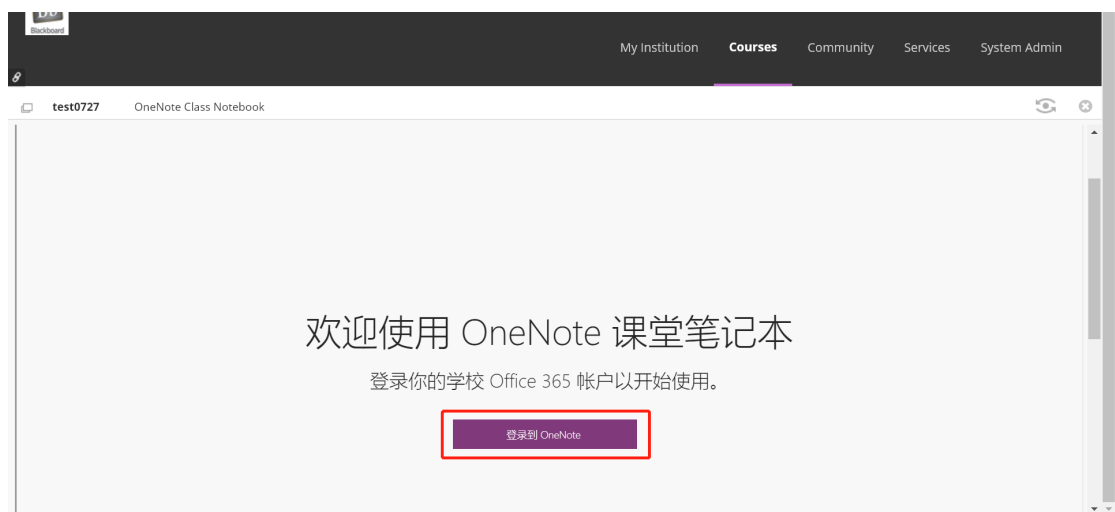 Blackboard
My Institution Courses Community Services System Admin
test0727 OneNote Class Notebook
欢迎使用 OneNote 课堂笔记本
登录你的学校 Office 365 帐户以开始使用。
登录到 OneNote